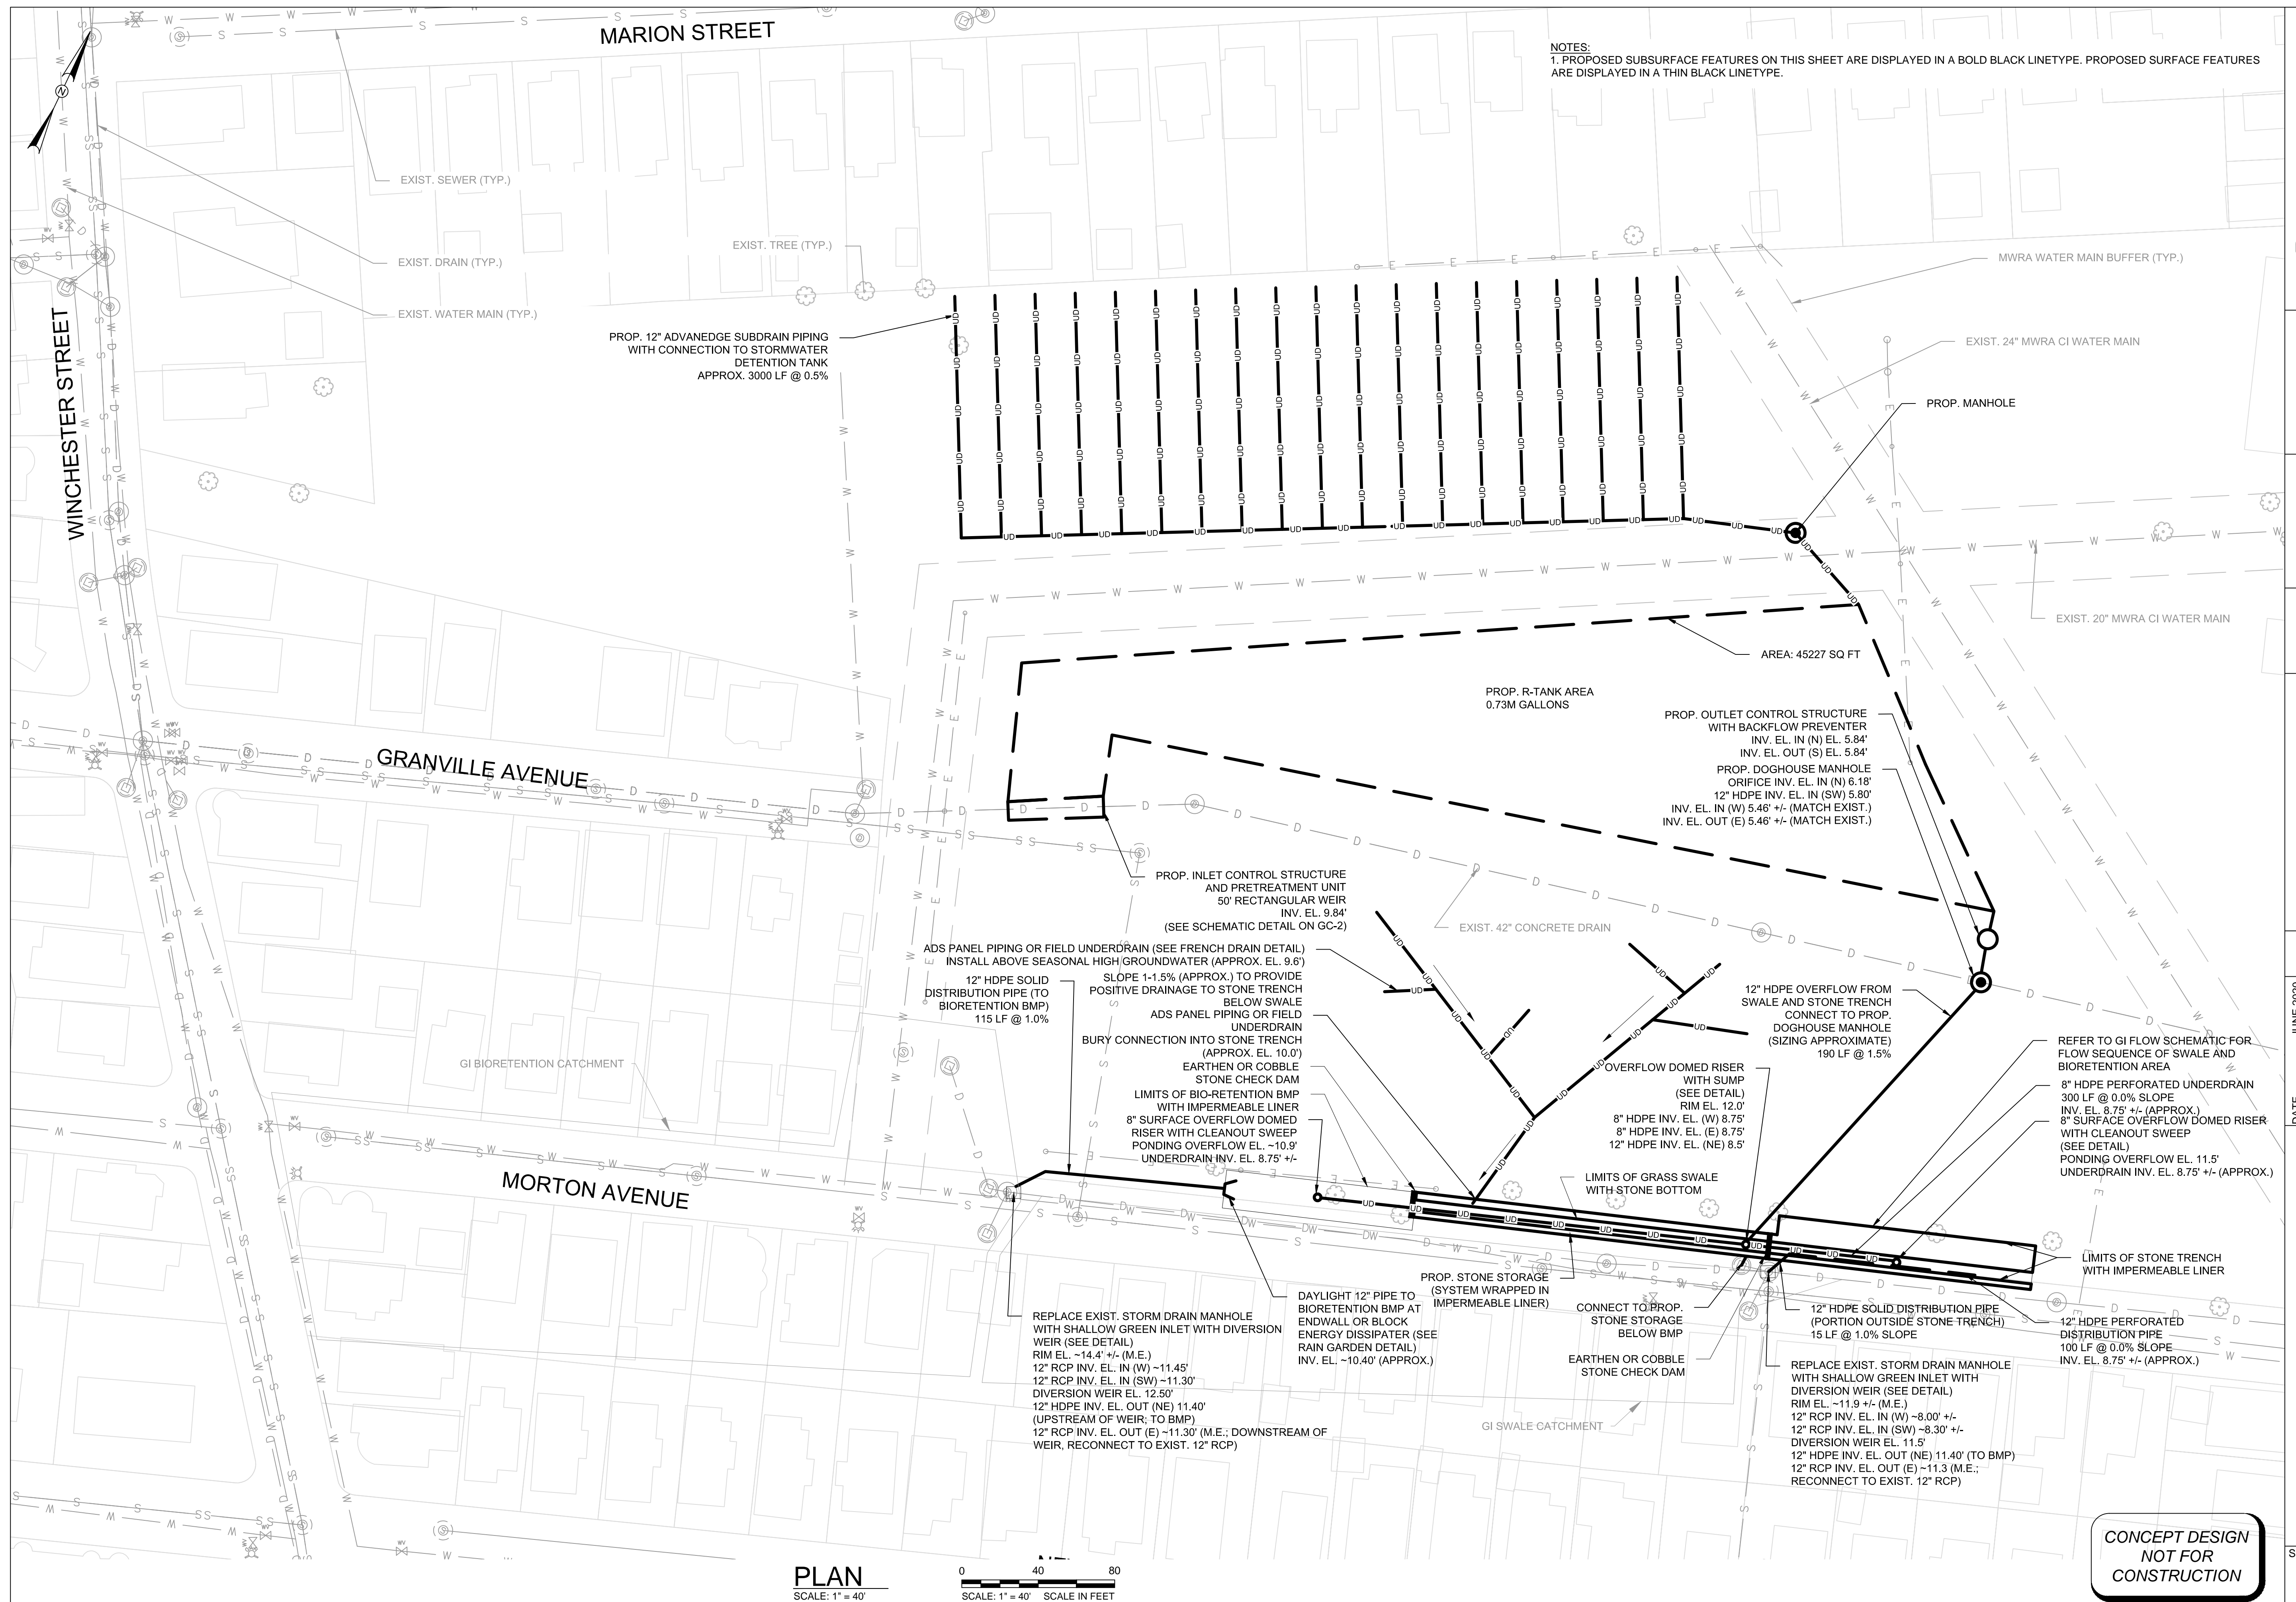 MARION STREET
NOTES:
1. PROPOSED SUBSURFACE FEATURES ON THIS SHEET ARE DISPLAYED IN A BOLD BLACK LINETYPE. PROPOSED SURFACE FEATURES
ARE DISPLAYED IN A THIN BLACK LINETYPE.
N
EXIST. SEWER (TYP.)
EXIST. TREE (TYP.)
EXIST. DRAIN (TYP.)
EXIST. WATER MAIN (TYP.)
MWRA WATER MAIN BUFFER (TYP.)
EXIST. 24" MWRA CI WATER MAIN
WINCHESTER STREET
PROP. 12" ADVANEDGE SUBDRAIN PIPING
WITH CONNECTION TO STORMWATER
DETENTION TANK
APPROX. 3000 LF @ 0.5%
PROP. MANHOLE
EXIST. 20" MWRA CI WATER MAIN
AREA: 45227 SQ FT
PROP. R-TANK AREA
0.73M GALLONS
PROP. OUTLET CONTROL STRUCTURE
WITH BACKFLOW PREVENTER
INV. EL. IN (N) EL. 5.84'
INV. EL. OUT (S) EL. 5.84'
PROP. DOGHOUSE MANHOLE
ORIFICE INV. EL. IN (N) 6.18'
12" HDPE INV. EL. IN (SW) 5.80'
INV. EL. IN (W) 5.46' +/- (MATCH EXIST.)
INV. EL. OUT (E) 5.46' +/- (MATCH EXIST.)
GRANVILLE AVENUE
PROP. INLET CONTROL STRUCTURE
AND PRETREATMENT UNIT
50' RECTANGULAR WEIR
INV. EL. 9.84'
(SEE SCHEMATIC DETAIL ON GC-2)
EXIST. 42" CONCRETE DRAIN
ADS PANEL PIPING OR FIELD UNDERDRAIN (SEE FRENCH DRAIN DETAIL)
INSTALL ABOVE SEASONAL HIGH GROUNDWATER (APPROX. EL. 9.6')
SLOPE 1-1.5% (APPROX.) TO PROVIDE
POSITIVE DRAINAGE TO STONE TRENCH
BELOW SWALE
12" HDPE SOLID
DISTRIBUTION PIPE (TO
BIORETENTION BMP)
115 LF @ 1.0%
ADS PANEL PIPING OR FIELD
UNDERDRAIN
BURY CONNECTION INTO STONE TRENCH
(APPROX. EL. 10.0')
EARTHEN OR COBBLE
STONE CHECK DAM
LIMITS OF BIO-RETENTION BMP
WITH IMPERMEABLE LINER
8" SURFACE OVERFLOW DOMED
RISER WITH CLEANOUT SWEEP
PONDING OVERFLOW EL. ~10.9'
UNDERDRAIN INV. EL. 8.75' +/-
12" HDPE OVERFLOW FROM
SWALE AND STONE TRENCH
CONNECT TO PROP.
DOGHOUSE MANHOLE
(SIZING APPROXIMATE)
190 LF @ 1.5%
OVERFLOW DOMED RISER
WITH SUMP
(SEE DETAIL)
RIM EL. 12.0'
8" HDPE INV. EL. (W) 8.75'
8" HDPE INV. EL. (E) 8.75'
12" HDPE INV. EL. (NE) 8.5'
REFER TO GI FLOW SCHEMATIC FOR
FLOW SEQUENCE OF SWALE AND
BIORETENTION AREA
8" HDPE PERFORATED UNDERDRAIN
300 LF @ 0.0% SLOPE
INV. EL. 8.75' +/- (APPROX.)
8" SURFACE OVERFLOW DOMED RISER
WITH CLEANOUT SWEEP
(SEE DETAIL)
PONDING OVERFLOW EL. 11.5'
UNDERDRAIN INV. EL. 8.75' +/- (APPROX.)
GI BIORETENTION CATCHMENT
MORTON AVENUE
LIMITS OF GRASS SWALE
WITH STONE BOTTOM
LIMITS OF STONE TRENCH
WITH IMPERMEABLE LINER
PROP. STONE STORAGE
(SYSTEM WRAPPED IN
IMPERMEABLE LINER)
DAYLIGHT 12" PIPE TO
BIORETENTION BMP AT
ENDWALL OR BLOCK
ENERGY DISSIPATER (SEE
RAIN GARDEN DETAIL)
INV. EL. ~10.40' (APPROX.)
CONNECT TO PROP.
STONE STORAGE
BELOW BMP
EARTHEN OR COBBLE
STONE CHECK DAM
12" HDPE SOLID DISTRIBUTION PIPE
(PORTION OUTSIDE STONE TRENCH)
15 LF @ 1.0% SLOPE
12" HDPE PERFORATED
DISTRIBUTION PIPE
100 LF @ 0.0% SLOPE
INV. EL. 8.75' +/- (APPROX.)
REPLACE EXIST. STORM DRAIN MANHOLE
WITH SHALLOW GREEN INLET WITH DIVERSION
WEIR (SEE DETAIL)
RIM EL. ~14.4' +/- (M.E.)
12" RCP INV. EL. IN (W) ~11.45'
12" RCP INV. EL. IN (SW) ~11.30'
DIVERSION WEIR EL. 12.50'
12" HDPE INV. EL. OUT (NE) 11.40'
(UPSTREAM OF WEIR; TO BMP)
12" RCP INV. EL. OUT (E) ~11.30' (M.E.; DOWNSTREAM OF
WEIR, RECONNECT TO EXIST. 12" RCP)
REPLACE EXIST. STORM DRAIN MANHOLE
WITH SHALLOW GREEN INLET WITH
DIVERSION WEIR (SEE DETAIL)
RIM EL. ~11.9 +/- (M.E.)
12" RCP INV. EL. IN (W) ~8.00' +/-
12" RCP INV. EL. IN (SW) ~8.30' +/-
DIVERSION WEIR EL. 11.5'
12" HDPE INV. EL. OUT (NE) 11.40' (TO BMP)
12" RCP INV. EL. OUT (E) ~11.3 (M.E.;
RECONNECT TO EXIST. 12" RCP)
GI SWALE CATCHMENT
JUNE 2020
DATE
CONCEPT DESIGN
NOT FOR
CONSTRUCTION
PLAN
SCALE: 1" = 40'
0 40 80
SCALE: 1" = 40' SCALE IN FEET